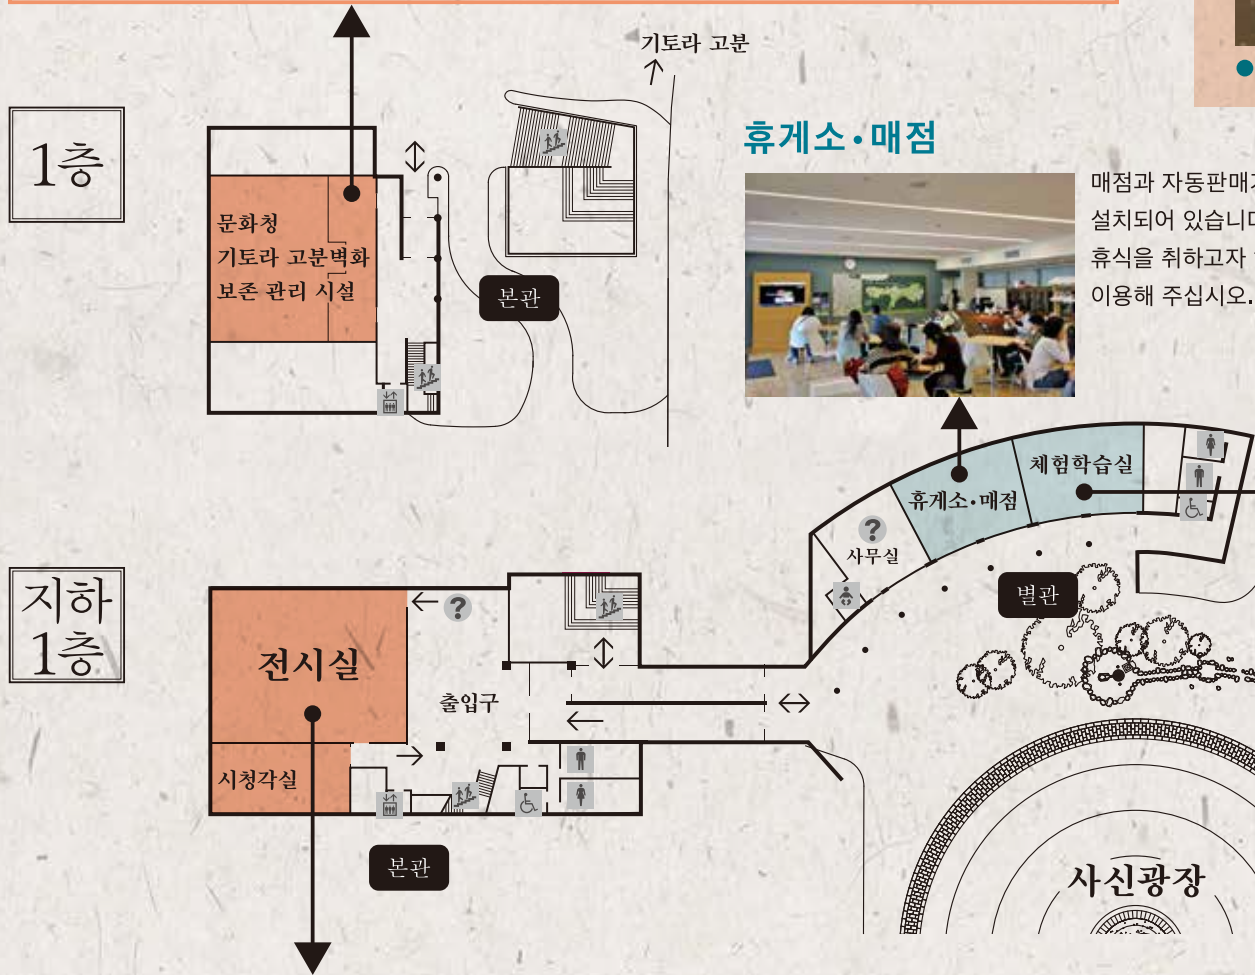 기토라 고분
1층
휴게소・매점
매점과 자동판매
설치되어 있습니
휴식을 취하고자
이용해 주십시오.
문화청
기토라 고분벽화
보존 관리 시설
본관
체험학습실
휴게소・매점
?
사무실
별관
지하
1층
?
전시실
출입구
시청각실
본관
사신광장